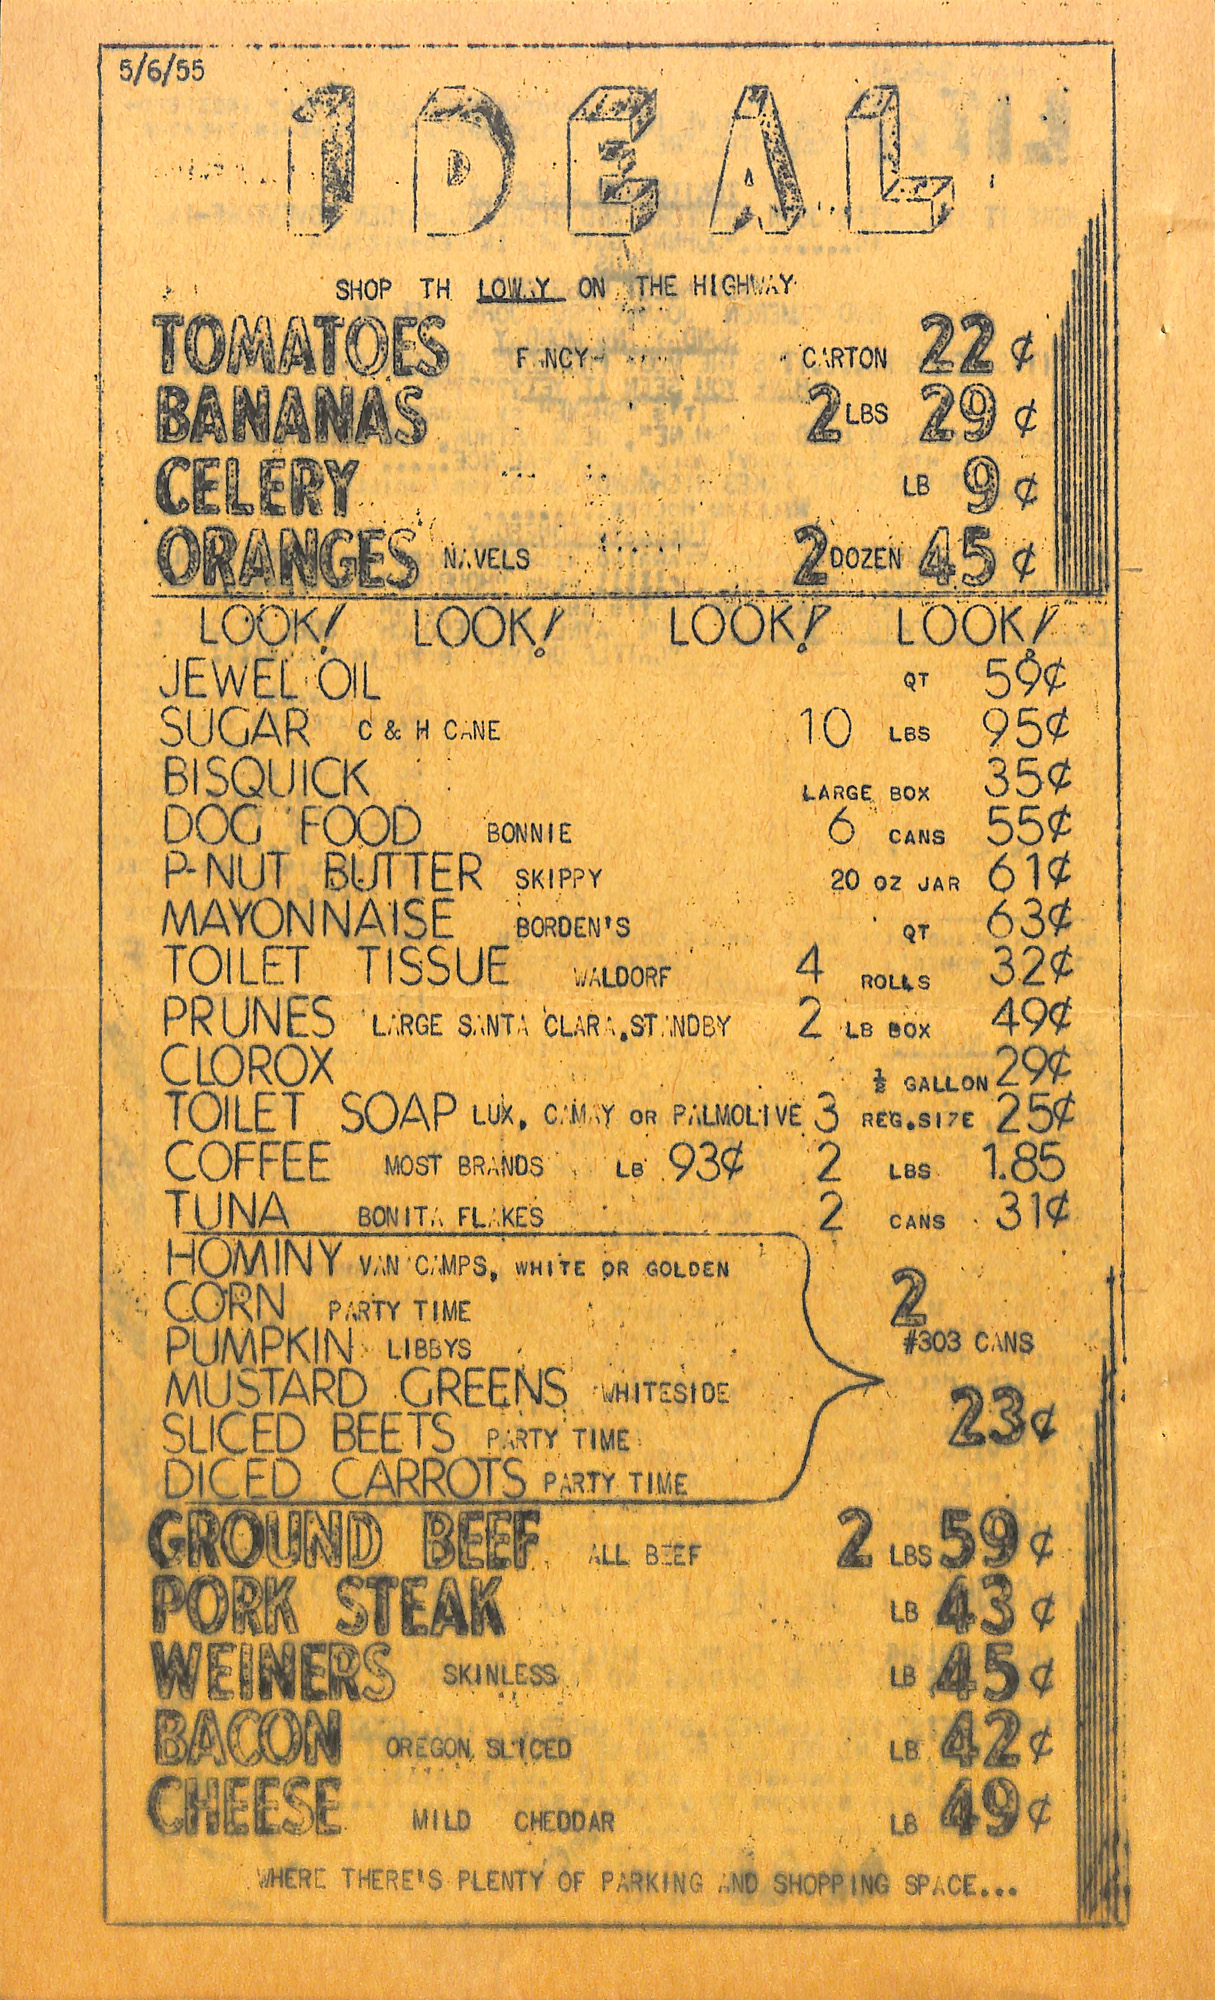 5/6/55
IDEAL
SHOP TH LOWAY ON THE HIGHWAY
TOMATOES FANCY CARTON 22¢
BANANAS 2 LBS 29¢
CELERY LB 9¢
ORANGES NAVELS 2 DOZEN 45¢
LOOK! LOOK! LOOK! LOOK!
JEWEL OIL QT 59¢
SUGAR C & H CANE 10 LBS 95¢
BISQUICK LARGE BOX 35¢
DOG FOOD BONNIE 6 CANS 55¢
P-NUT BUTTER SKIPPY 20 OZ JAR 61¢
MAYONNAISE BORDEN'S QT 63¢
TOILET TISSUE WALDORF 4 ROLLS 32¢
PRUNES LARGE SANTA CLARA, STANDBY 2 LB BOX 49¢
CLOROX ½ GALLON 29¢
TOILET SOAP LUX, CAMAY OR PALMOLIVE 3 REG.SIZE 25¢
COFFEE MOST BRANDS LB 93¢ 2 LBS 1.85
TUNA BONITA FLAKES 2 CANS 31¢
HOMINY VAN CAMPS, WHITE OR GOLDEN
CORN PARTY TIME
PUMPKIN LIBBYS
MUSTARD GREENS WHITESIDE
SLICED BEETS PARTY TIME
DICED CARROTS PARTY TIME
2
#303 CANS
23¢
GROUND BEEF ALL BEEF 2 LBS 59¢
PORK STEAK LB 43¢
WEINERS SKINLESS LB 45¢
BACON OREGON, SLICED LB 42¢
CHEESE MILD CHEDDAR LB 49¢
WHERE THERE'S PLENTY OF PARKING AND SHOPPING SPACE...